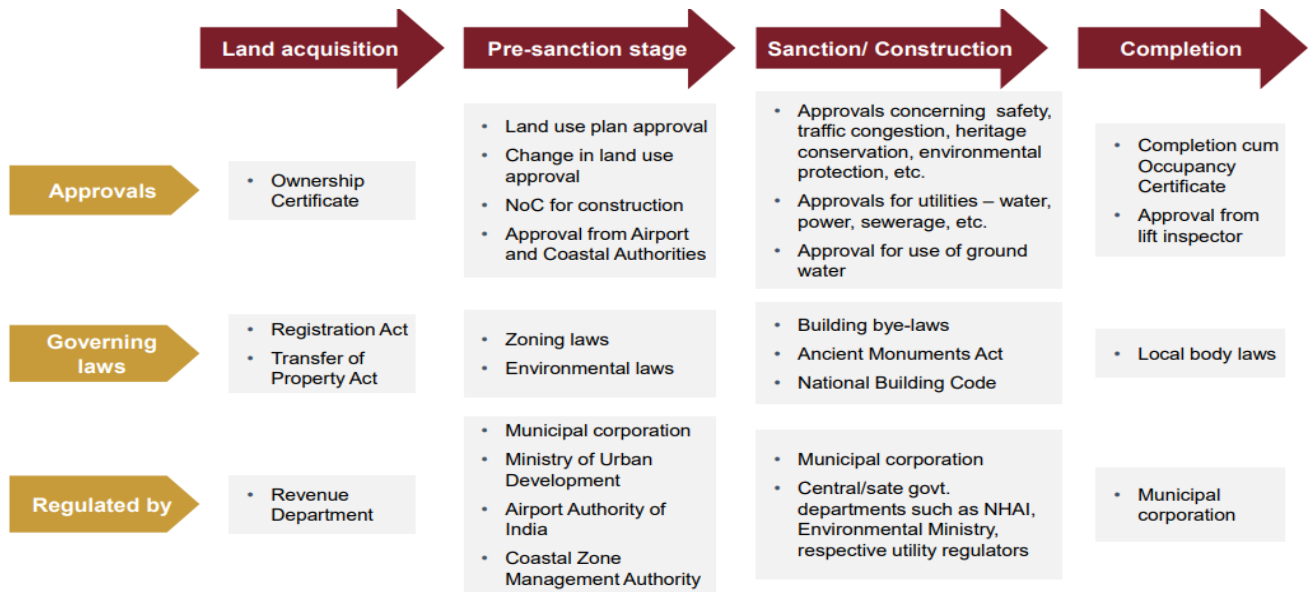 Land acquisition
Pre-sanction stage
Sanction/ Construction
Completion
Approvals
• Ownership
Certificate
• Land use plan approval
• Change in land use
approval
• NoC for construction
• Approval from Airport
and Coastal Authorities
• Approvals concerning safety,
traffic congestion, heritage
conservation, environmental
protection, etc.
• Approvals for utilities – water,
power, sewerage, etc.
• Approval for use of ground
water
• Completion cum
Occupancy
Certificate
• Approval from
lift inspector
Governing
laws
• Registration Act
• Transfer of
Property Act
• Zoning laws
• Environmental laws
• Building bye-laws
• Ancient Monuments Act
• National Building Code
• Local body laws
Regulated by
• Revenue
Department
• Municipal corporation
• Ministry of Urban
Development
• Airport Authority of
India
• Coastal Zone
Management Authority
• Municipal corporation
• Central/sate govt.
departments such as NHAI,
Environmental Ministry,
respective utility regulators
• Municipal
corporation